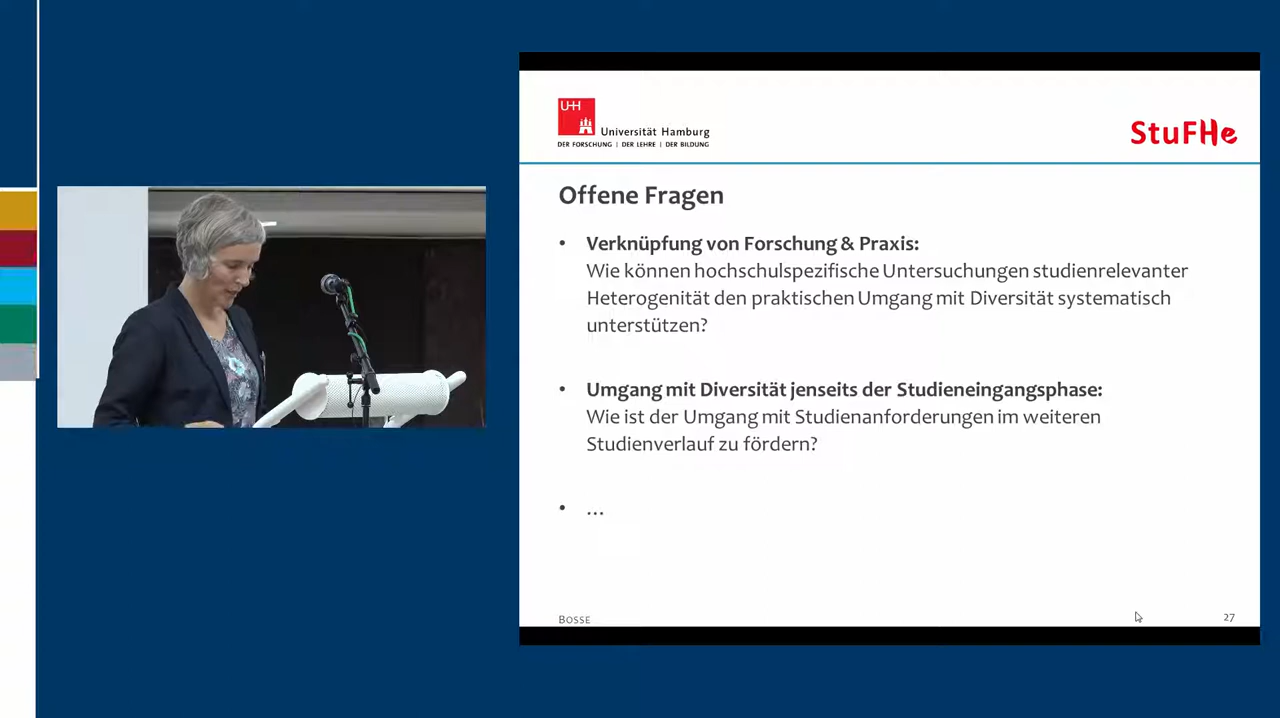 UH
Universität Hamburg
DER FORSCHUNG | DER LEHRE | DER BILDUNG
StuFHe
Offene Fragen
• Verknüpfung von Forschung & Praxis:
Wie können hochschulspezifische Untersuchungen studienrelevanter
Heterogenität den praktischen Umgang mit Diversität systematisch
unterstützen?
• Umgang mit Diversität jenseits der Studieneingangsphase:
Wie ist der Umgang mit Studienanforderungen im weiteren
Studienverlauf zu fördern?
• …
BOSSE
27